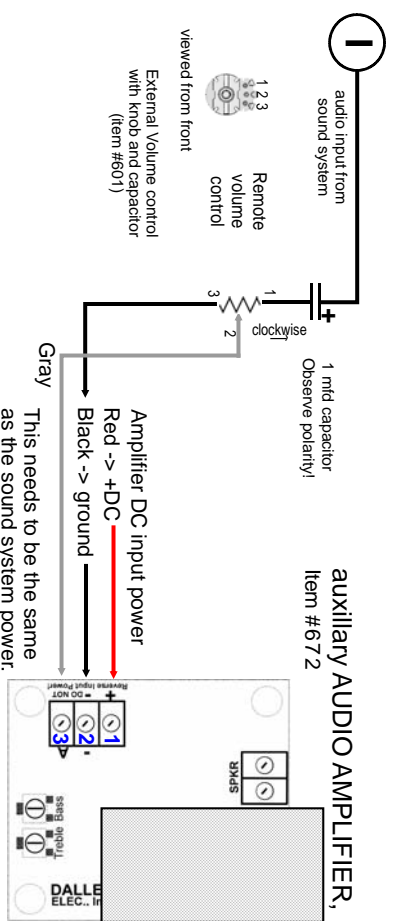 audio input from
sound system
1 mfd capacitor
Observe polarity!
+
auxillary AUDIO AMPLIFIER,
Item #672
clockwise
1
2
3
Remote
volume
control
1 2 3
viewed from front
External Volume control
with knob and capacitor
(item #601)
Amplifier DC input power
Red -> +DC
Black -> ground
Gray
This needs to be the same
as the sound system power.
SPKR
DO NOT
Reverse Input Power!
+
-
-
A
1
2
3
Bass
Treble
DALLE
ELEC., In